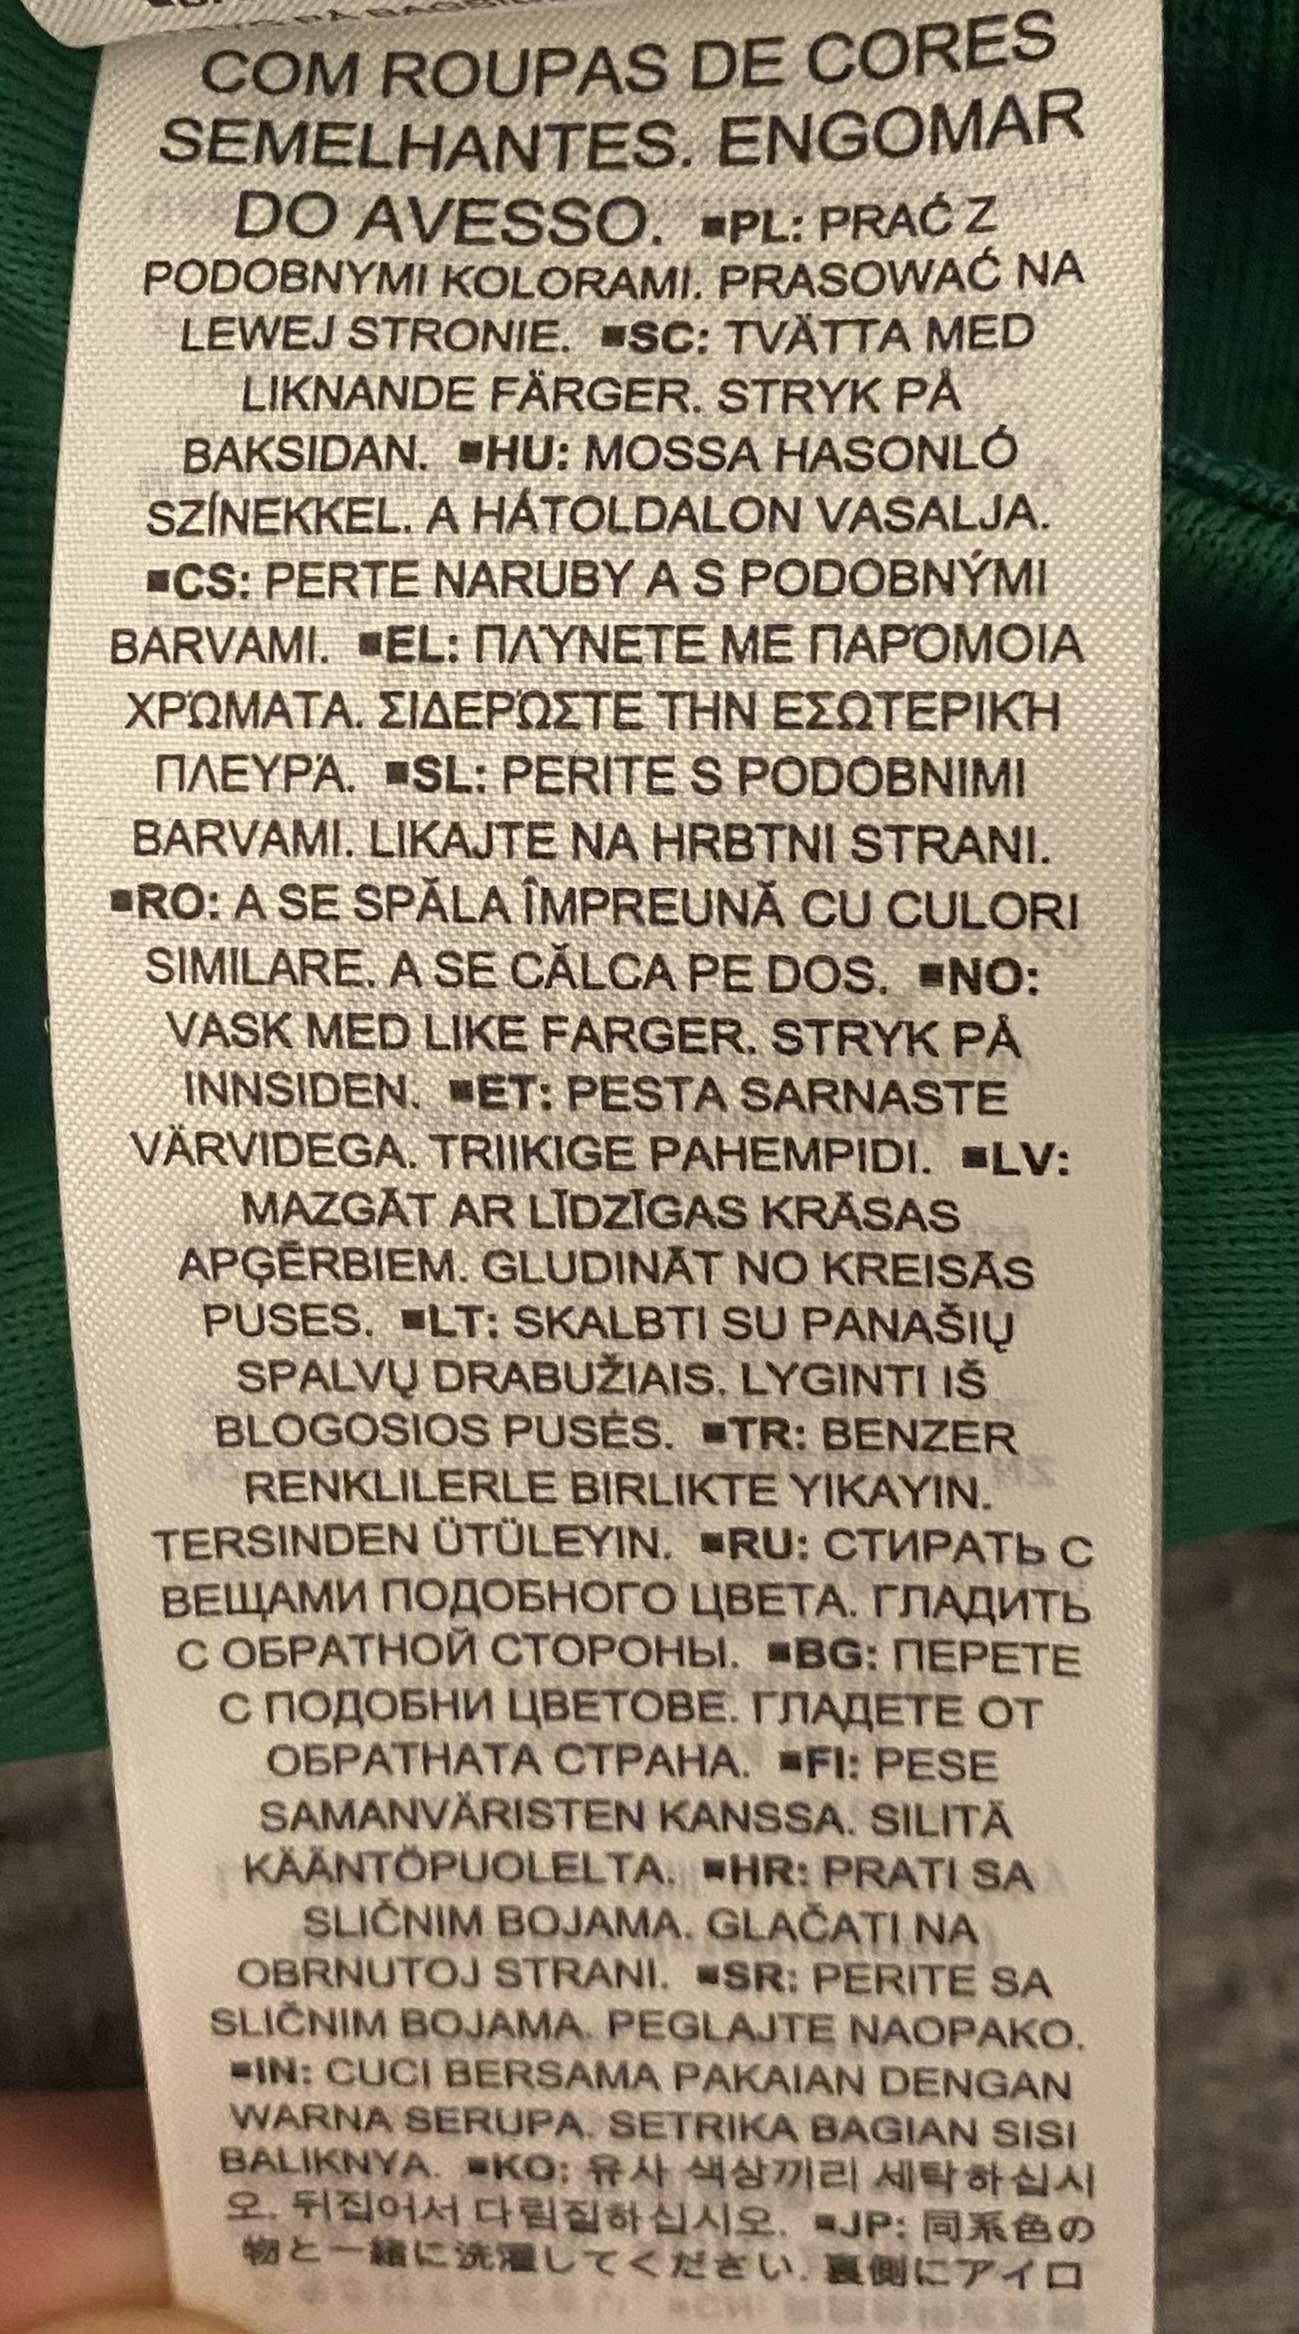 COM ROUPAS DE CORES
SEMELHANTES. ENGOMAR
DO AVESSO. ■PL: PRAĆ Z
PODOBNYMI KOLORAMI. PRASOWAĆ NA
LEWEJ STRONIE. ■SC: TVÄTTA MED
LIKNANDE FÄRGER. STRYK PÅ
BAKSIDAN. ■HU: MOSSA HASONLÓ
SZÍNEKKEL. A HÁTOLDALON VASALJA.
■CS: PERTE NARUBY A S PODOBNÝMI
BARVAMI. ■EL: ΠΛΎΝΕΤΕ ΜΕ ΠΑΡΌΜΟΙΑ
ΧΡΏΜΑΤΑ. ΣΙΔΕΡΏΣΤΕ ΤΗΝ ΕΣΩΤΕΡΙΚΉ
ΠΛΕΥΡΆ. ■SL: PERITE S PODOBNIMI
BARVAMI. LIKAJTE NA HRBTNI STRANI.
■RO: A SE SPĂLA ÎMPREUNĂ CU CULORI
SIMILARE. A SE CĂLCA PE DOS. ■NO:
VASK MED LIKE FARGER. STRYK PÅ
INNSIDEN. ■ET: PESTA SARNASTE
VÄRVIDEGA. TRIIKIGE PAHEMPIDI. ■LV:
MAZGĀT AR LĪDZĪGAS KRĀSAS
APĢĒRBIEM. GLUDINĀT NO KREISĀS
PUSES. ■LT: SKALBTI SU PANAŠIŲ
SPALVŲ DRABUŽIAIS. LYGINTI IŠ
BLOGOSIOS PUSĖS. ■TR: BENZER
RENKLILERLE BIRLIKTE YIKAYIN.
TERSINDEN ÜTÜLEYIN. ■RU: СТИРАТЬ С
ВЕЩАМИ ПОДОБНОГО ЦВЕТА. ГЛАДИТЬ
С ОБРАТНОЙ СТОРОНЫ. ■BG: ПЕРЕТЕ
С ПОДОБНИ ЦВЕТОВЕ. ГЛАДЕТЕ ОТ
ОБРАТНАТА СТРАНА. ■FI: PESE
SAMANVÄRISTEN KANSSA. SILITÄ
KÄÄNTÖPUOLELTA. ■HR: PRATI SA
SLIČNIM BOJAMA. GLAČATI NA
OBRNUTOJ STRANI. ■SR: PERITE SA
SLIČNIM BOJAMA. PEGLAJTE NAOPAKO.
■IN: CUCI BERSAMA PAKAIAN DENGAN
WARNA SERUPA. SETRIKA BAGIAN SISI
BALIKNYA. ■KO: 유사 색상끼리 세탁하십시
오. 뒤집어서 다림질하십시오. ■JP: 同系色の
物と一緒に洗濯してください. 裏側にアイロ